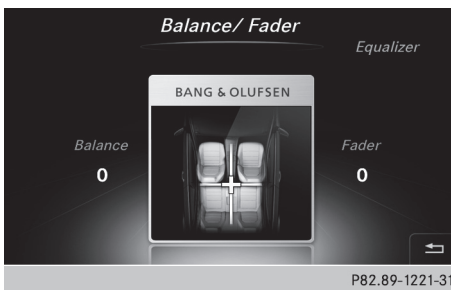 Balance/ Fader
Equalizer
BANG & OLUFSEN
Balance
Fader
0
0
P82.89-1221-31